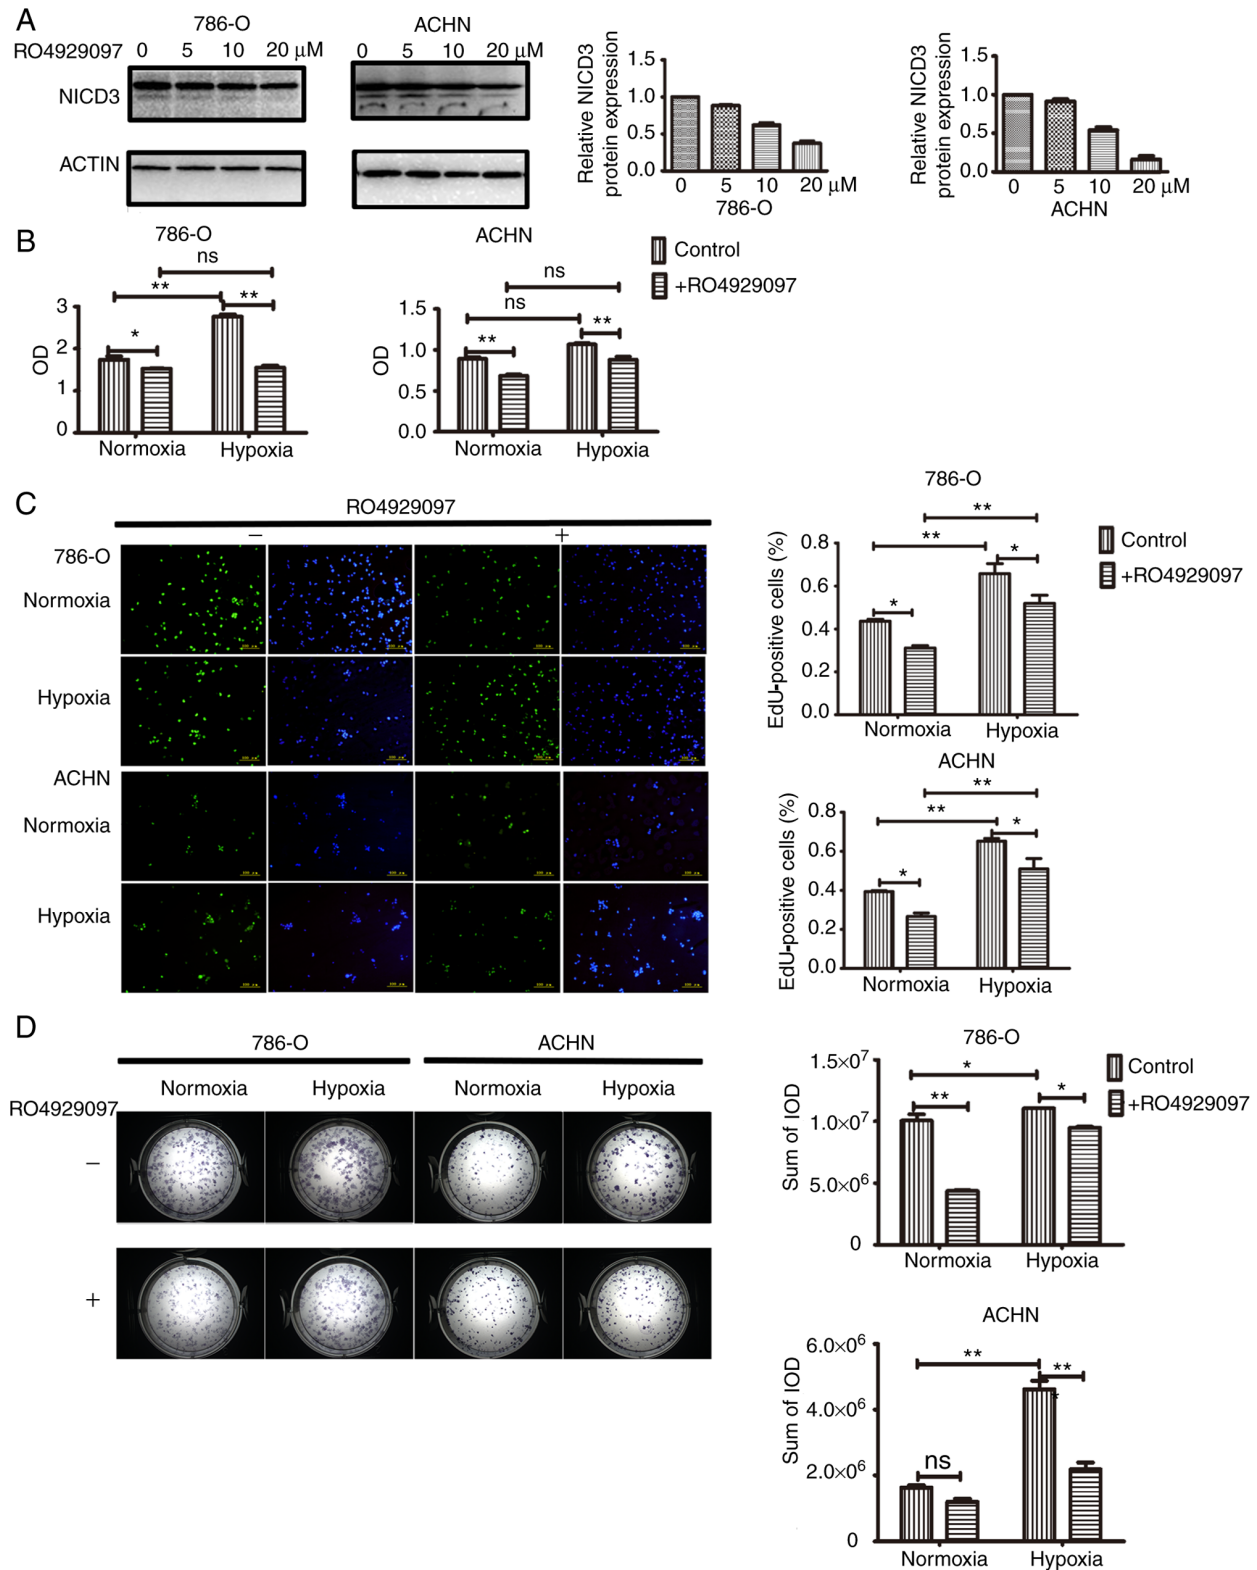 A
786-O
ACHN
RO4929097 0 5 10 20 μM
0 5 10 20 μM
NICD3
ACTIN
Relative NICD3
protein expression
1.5
1.0
0.5
0.0
0 5 10 20 μM
786-O
Relative NICD3
protein expression
1.5
1.0
0.5
0.0
0 5 10 20 μM
ACHN
B
786-O
ns
**
**
*
OD
3
2
1
0
Normoxia Hypoxia
ACHN
ns
ns
**
**
OD
1.5
1.0
0.5
0.0
Normoxia Hypoxia
Control
+RO4929097
C
RO4929097
− +
786-O
Normoxia
Hypoxia
ACHN
Normoxia
Hypoxia
786-O
**
**
*
*
EdU-positive cells (%)
0.8
0.6
0.4
0.2
0.0
Normoxia Hypoxia
Control
+RO4929097
ACHN
**
**
*
*
EdU-positive cells (%)
0.8
0.6
0.4
0.2
0.0
Normoxia Hypoxia
D
786-O ACHN
Normoxia Hypoxia Normoxia Hypoxia
RO4929097
−
+
786-O
*
*
**
Sum of IOD
1.5×10⁷
1.0×0⁷
5.0×0⁶
0
Normoxia Hypoxia
Control
+RO4929097
ACHN
**
**
*
ns
Sum of IOD
6.0×0⁶
4.0×0⁶
2.0×0⁶
0
Normoxia Hypoxia